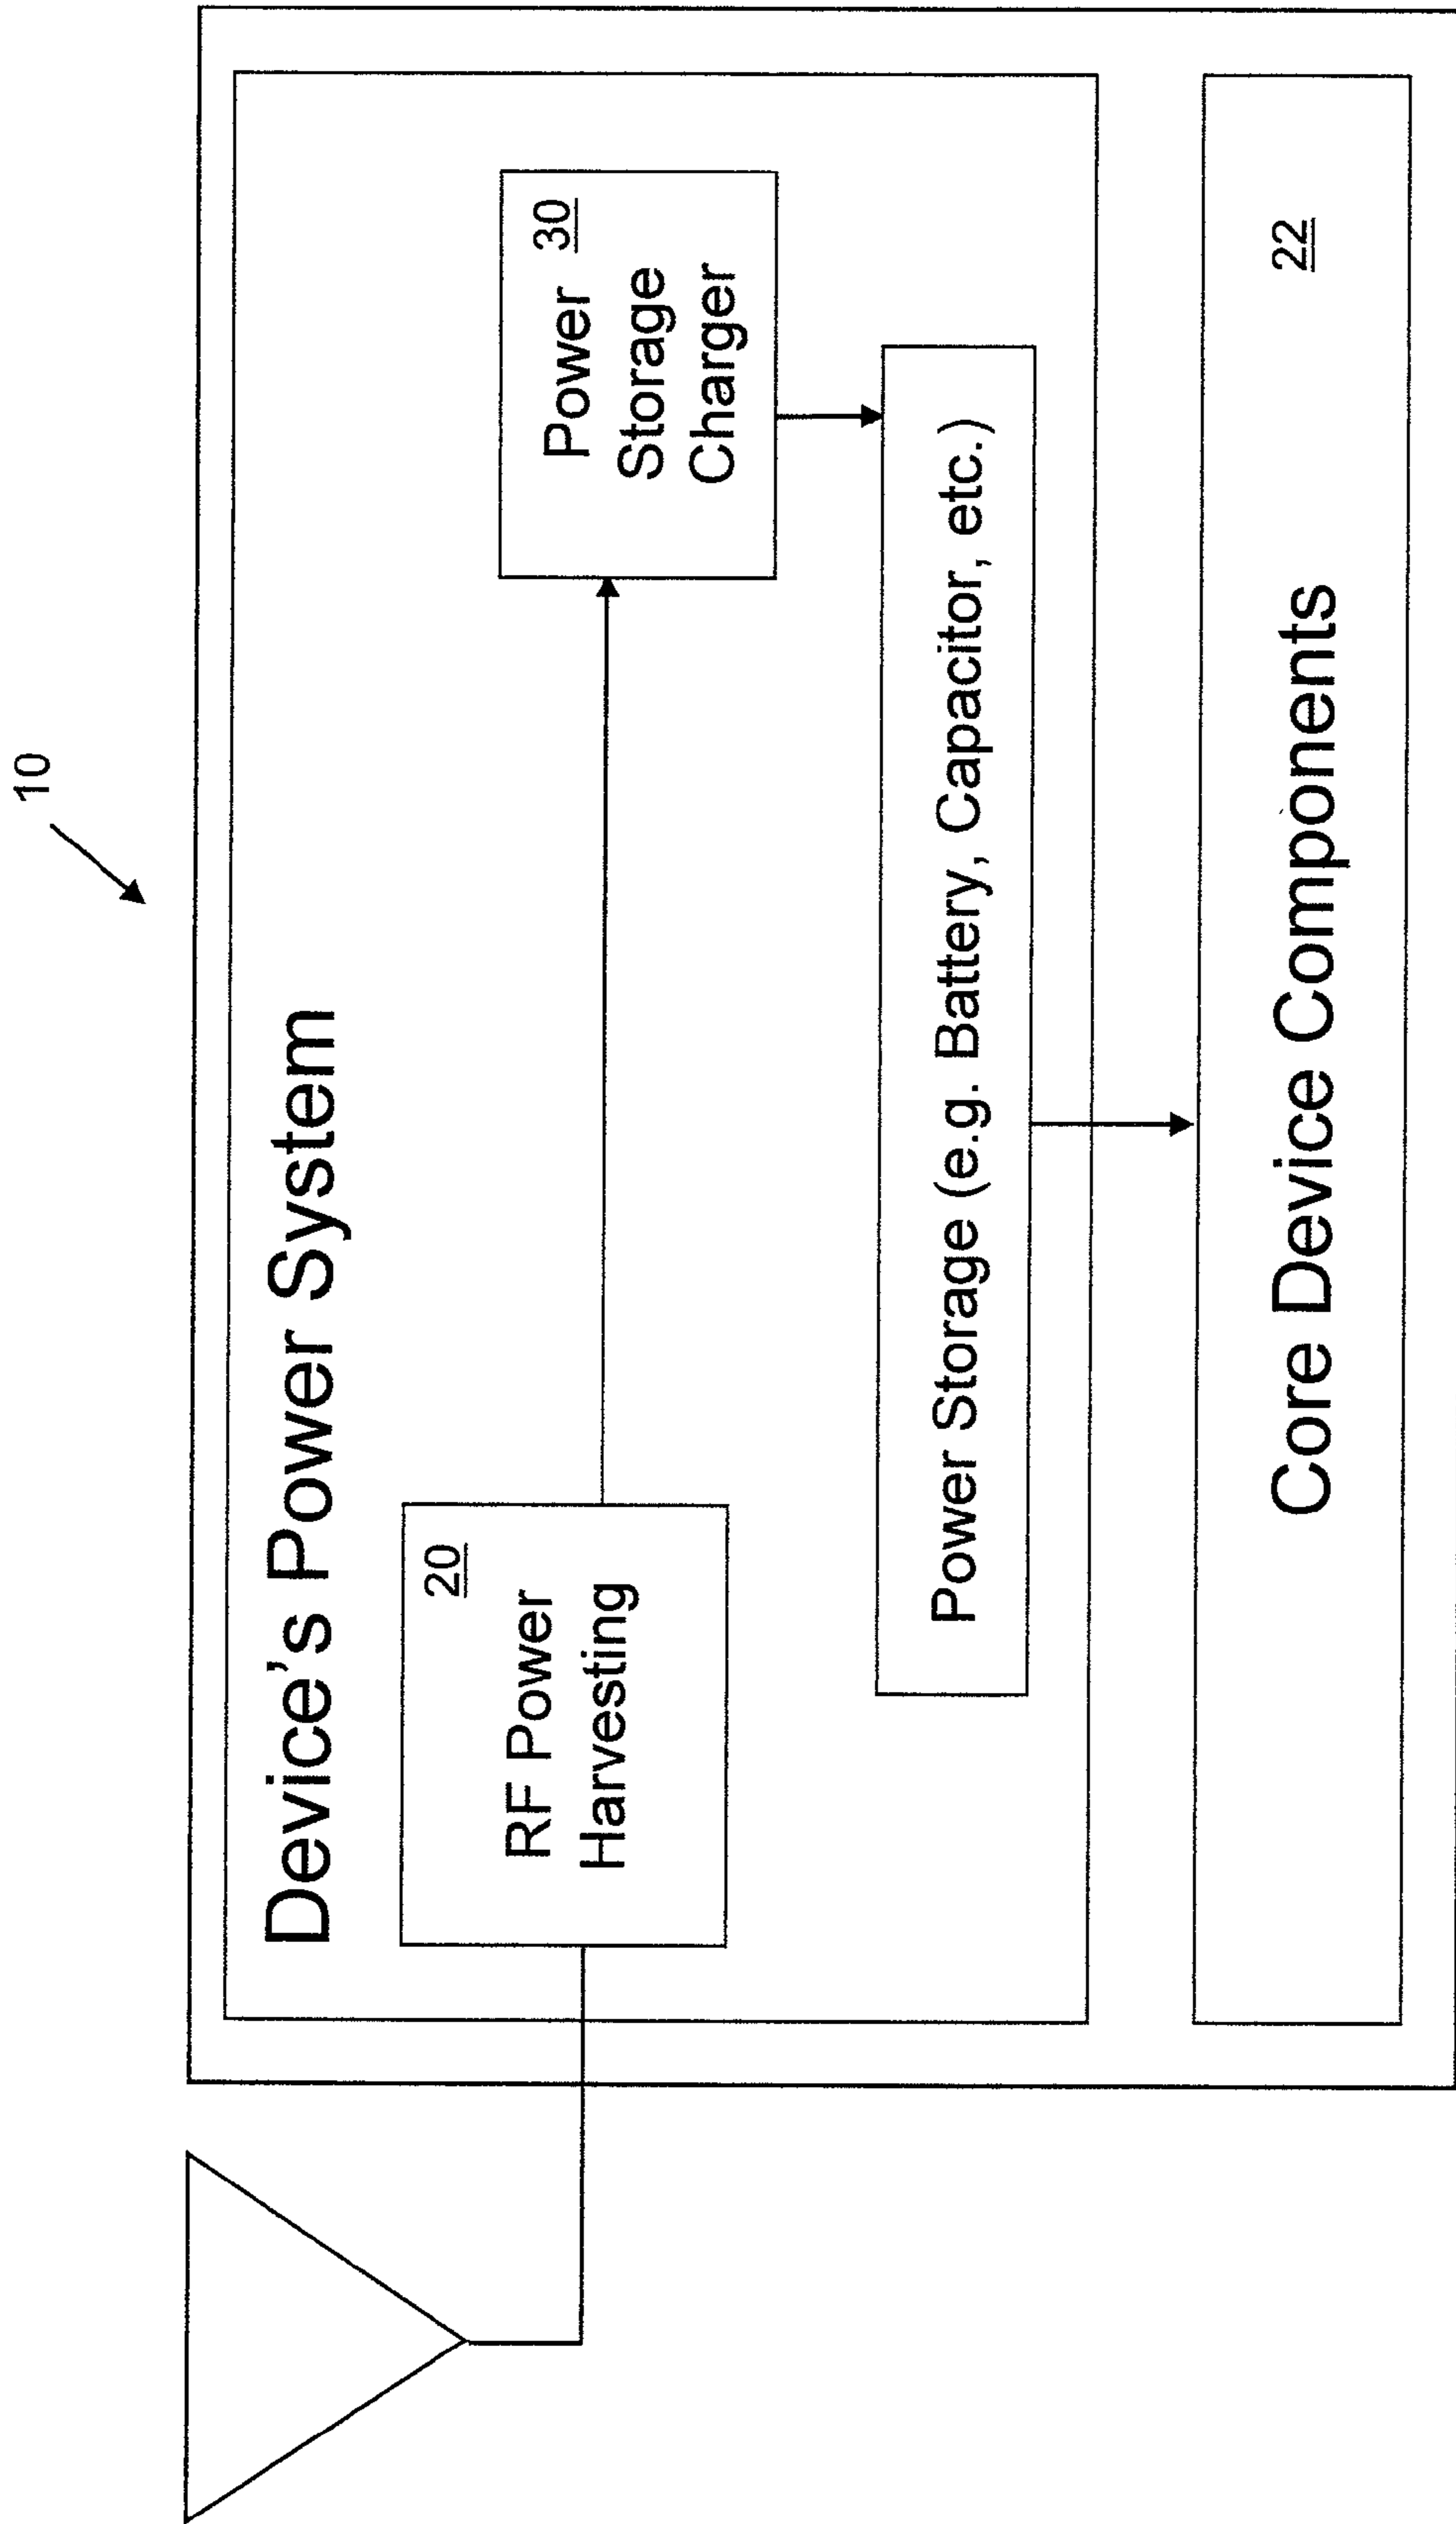 10
Device's Power System
20
RF Power
Harvesting
Power 30
Storage
Charger
Power Storage (e.g. Battery, Capacitor, etc.)
Core Device Components
22